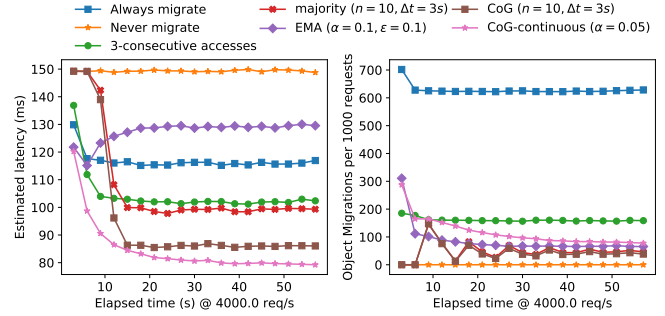 Always migrate
Never migrate
3-consecutive accesses
majority (n = 10, Δt = 3s)
EMA (α = 0.1, ε = 0.1)
CoG (n = 10, Δt = 3s)
CoG-continuous (α = 0.05)
Estimated latency (ms)
150
140
130
120
110
100
90
80
10
20
30
40
50
Elapsed time (s) @ 4000.0 req/s
Object Migrations per 1000 requests
700
600
500
400
300
200
100
0
10
20
30
40
50
Elapsed time (s) @ 4000.0 req/s